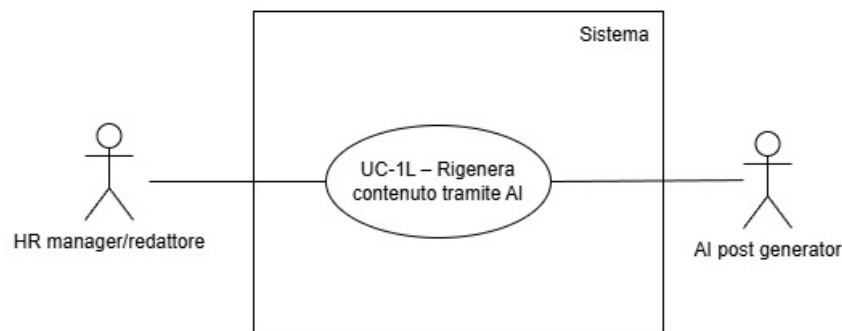 Sistema
UC-1L – Rigenera
contenuto tramite AI
HR manager/redattore
AI post generator